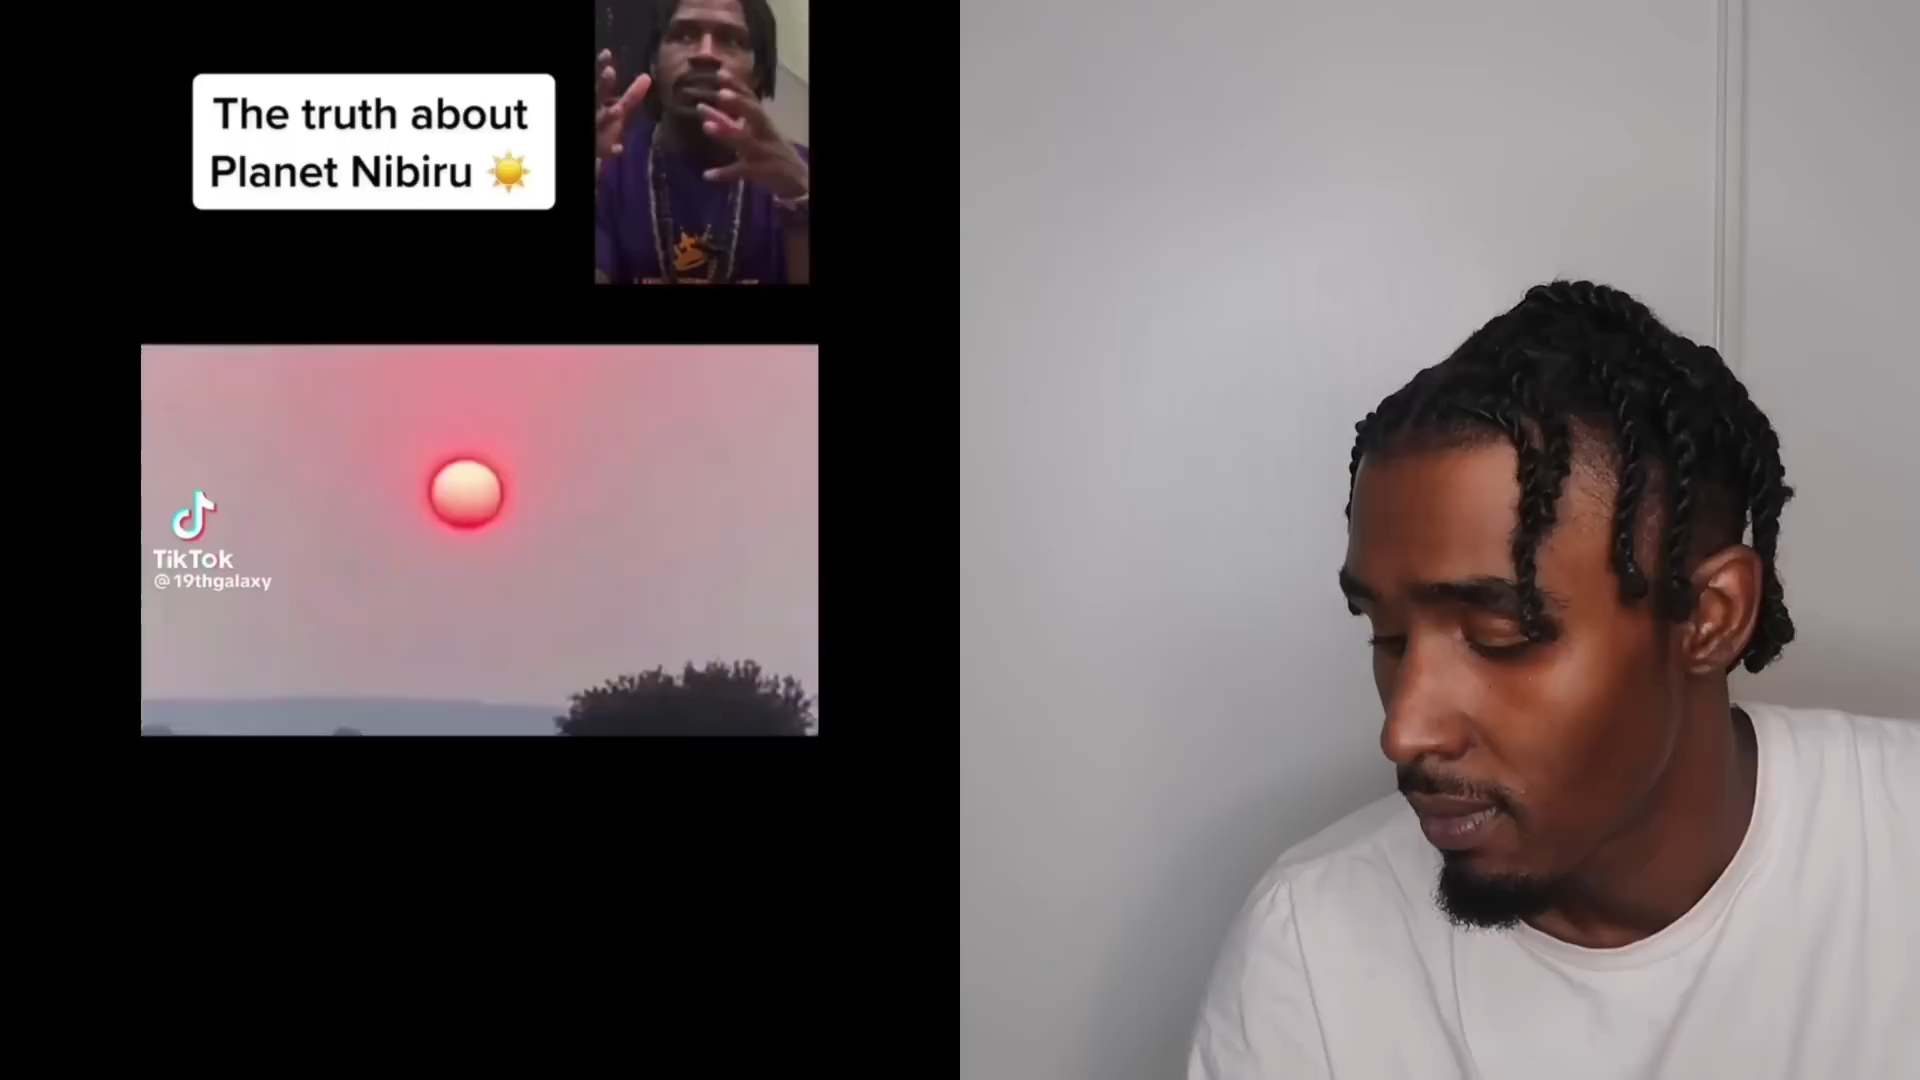 The truth about
Planet Nibiru ☀️
TikTok
@19thgalaxy